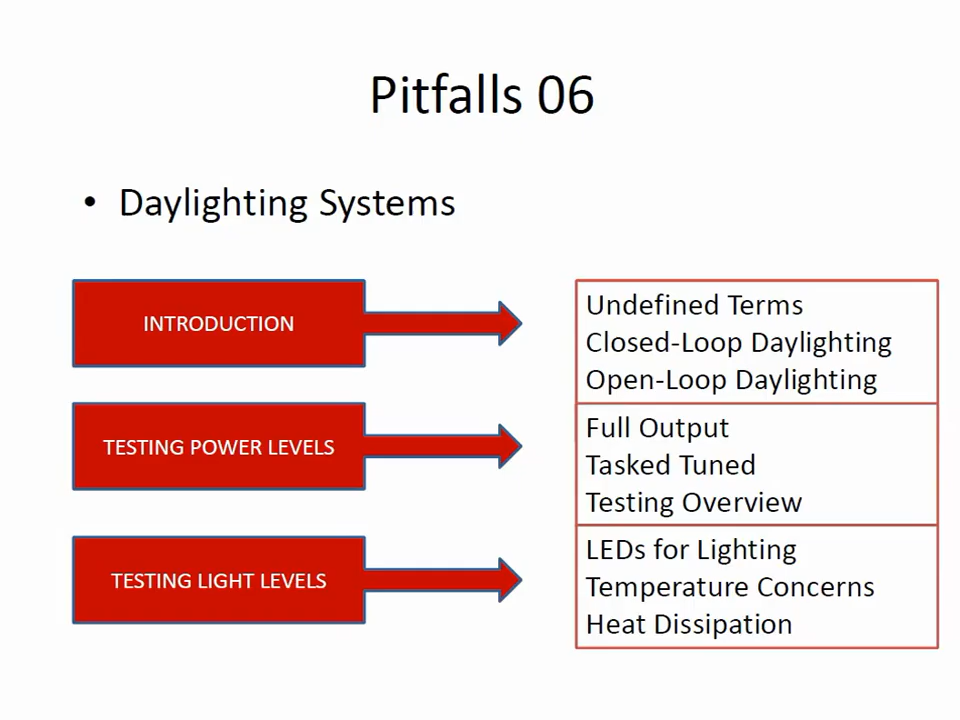 Pitfalls 06
• Daylighting Systems
INTRODUCTION
Undefined Terms
Closed-Loop Daylighting
Open-Loop Daylighting
TESTING POWER LEVELS
Full Output
Tasked Tuned
Testing Overview
TESTING LIGHT LEVELS
LEDs for Lighting
Temperature Concerns
Heat Dissipation